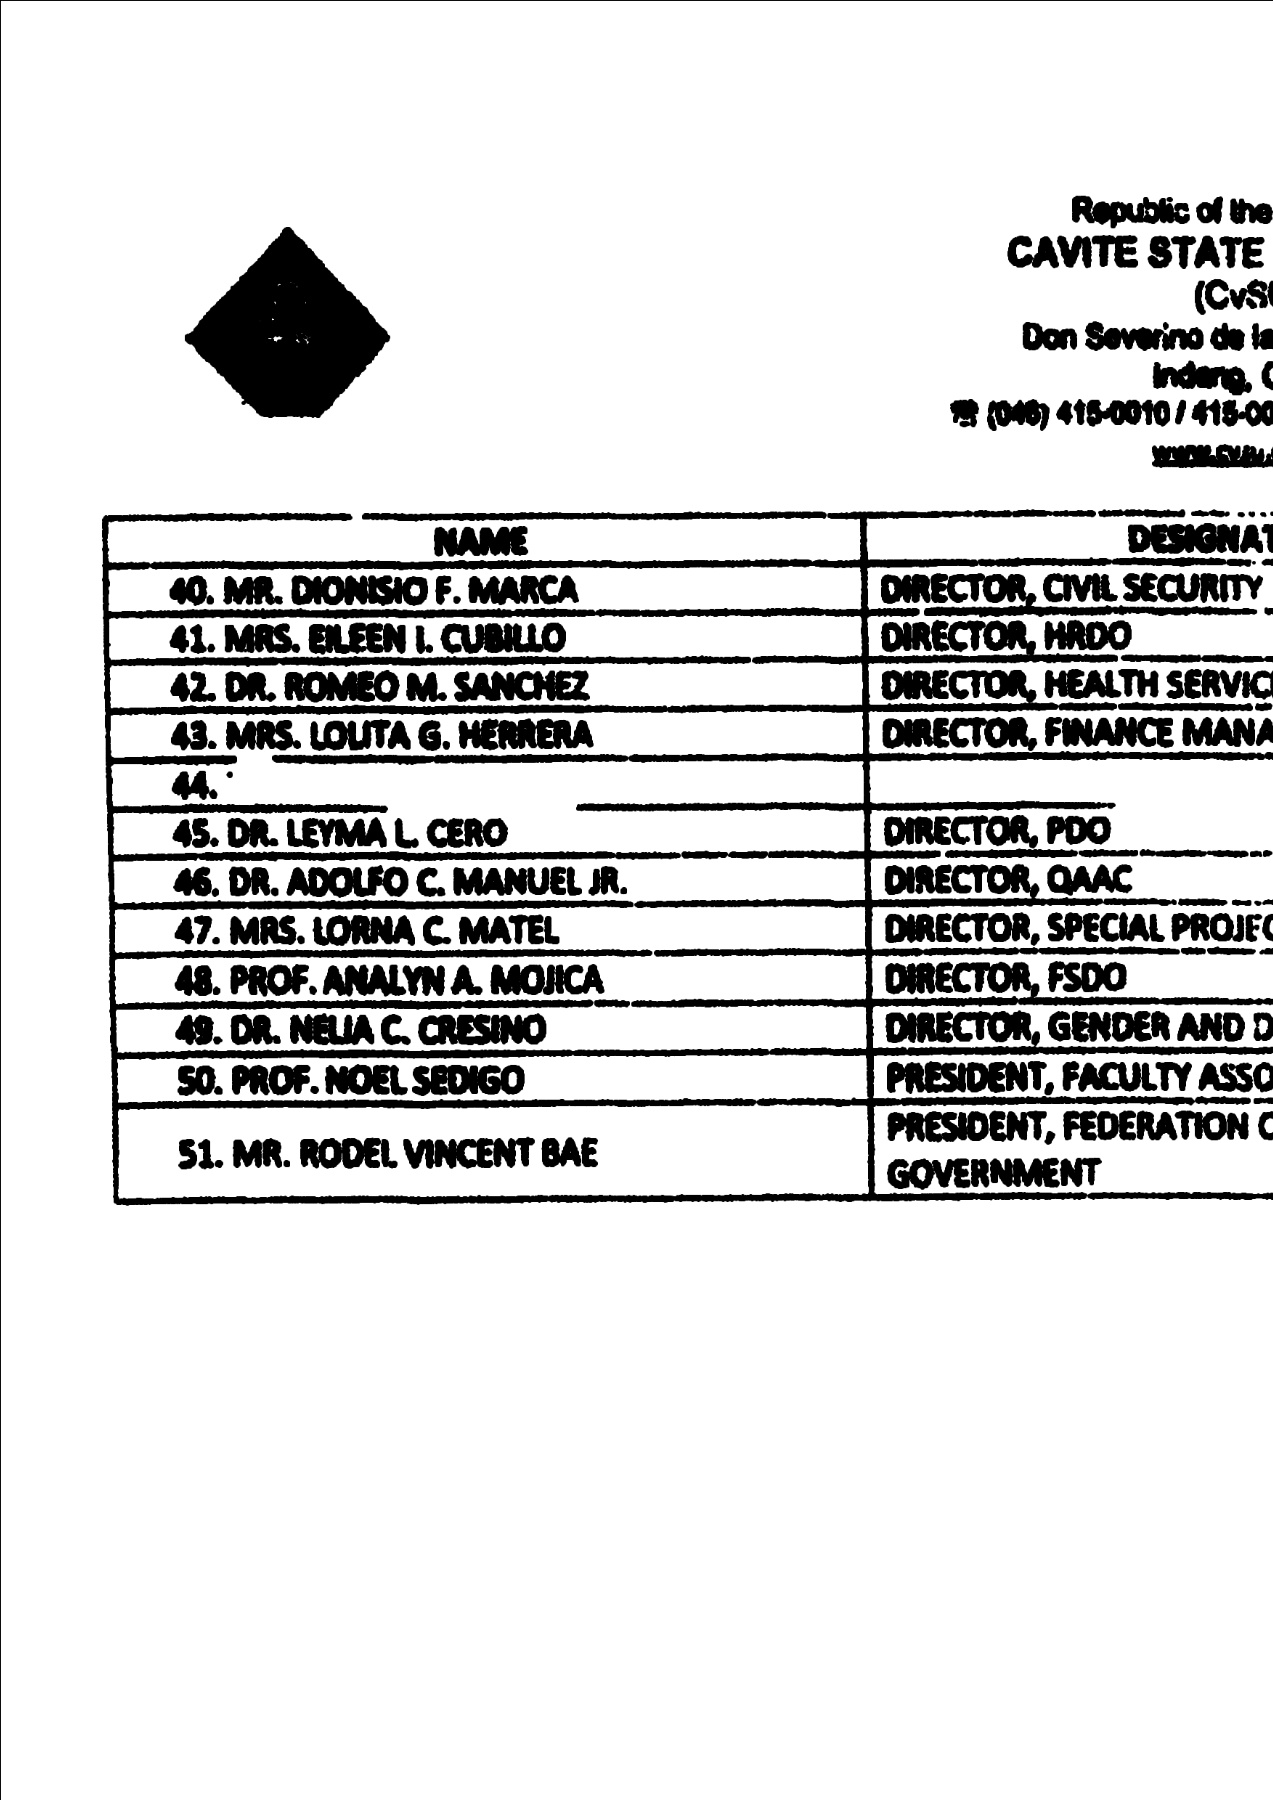 Republic of the
CAVITE STATE
(CvSU
Don Severino de la
Indang, C
☎ (046) 415-0010 / 415-00
NAME DESIGNAT
40. MR. DIONISIO F. MARCA DIRECTOR, CIVIL SECURITY
41. MRS. EILEEN I. CUBILLO DIRECTOR, HRDO
42. DR. ROMEO M. SANCHEZ DIRECTOR, HEALTH SERVICE
43. MRS. LOLITA G. HERRERA DIRECTOR, FINANCE MANA
44.
45. DR. LEYMA L. CERO DIRECTOR, PDO
46. DR. ADOLFO C. MANUEL JR. DIRECTOR, QAAC
47. MRS. LORNA C. MATEL DIRECTOR, SPECIAL PROJEC
48. PROF. ANALYN A. MOJICA DIRECTOR, FSDO
49. DR. NELIA C. CRESINO DIRECTOR, GENDER AND D
50. PROF. NOEL SEDIGO PRESIDENT, FACULTY ASSO
51. MR. RODEL VINCENT BAE PRESIDENT, FEDERATION O
GOVERNMENT